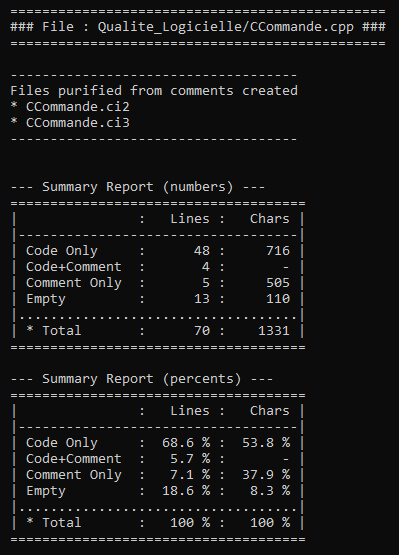 ===============================================
### File : Qualite_Logicielle/CCommande.cpp ###
===============================================
------------------------------------
Files purified from comments created
* CCommande.ci2
* CCommande.ci3
------------------------------------
--- Summary Report (numbers) ---
=====================================
|               :   Lines :   Chars |
|-----------------------------------|
| Code Only     :      48 :     716 |
| Code+Comment  :       4 :       - |
| Comment Only  :       5 :     505 |
| Empty         :      13 :     110 |
|...................................|
| * Total       :      70 :    1331 |
=====================================
--- Summary Report (percents) ---
=====================================
|               :   Lines :   Chars |
|-----------------------------------|
| Code Only     :  68.6 % :  53.8 % |
| Code+Comment  :   5.7 % :       - |
| Comment Only  :   7.1 % :  37.9 % |
| Empty         :  18.6 % :   8.3 % |
|...................................|
| * Total       :   100 % :   100 % |
=====================================